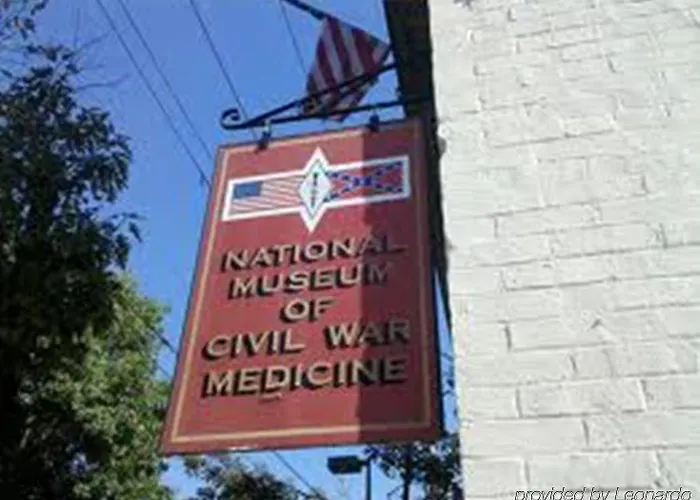 NATIONAL
MUSEUM
OF
CIVIL WAR
MEDICINE
provided by Leonardo